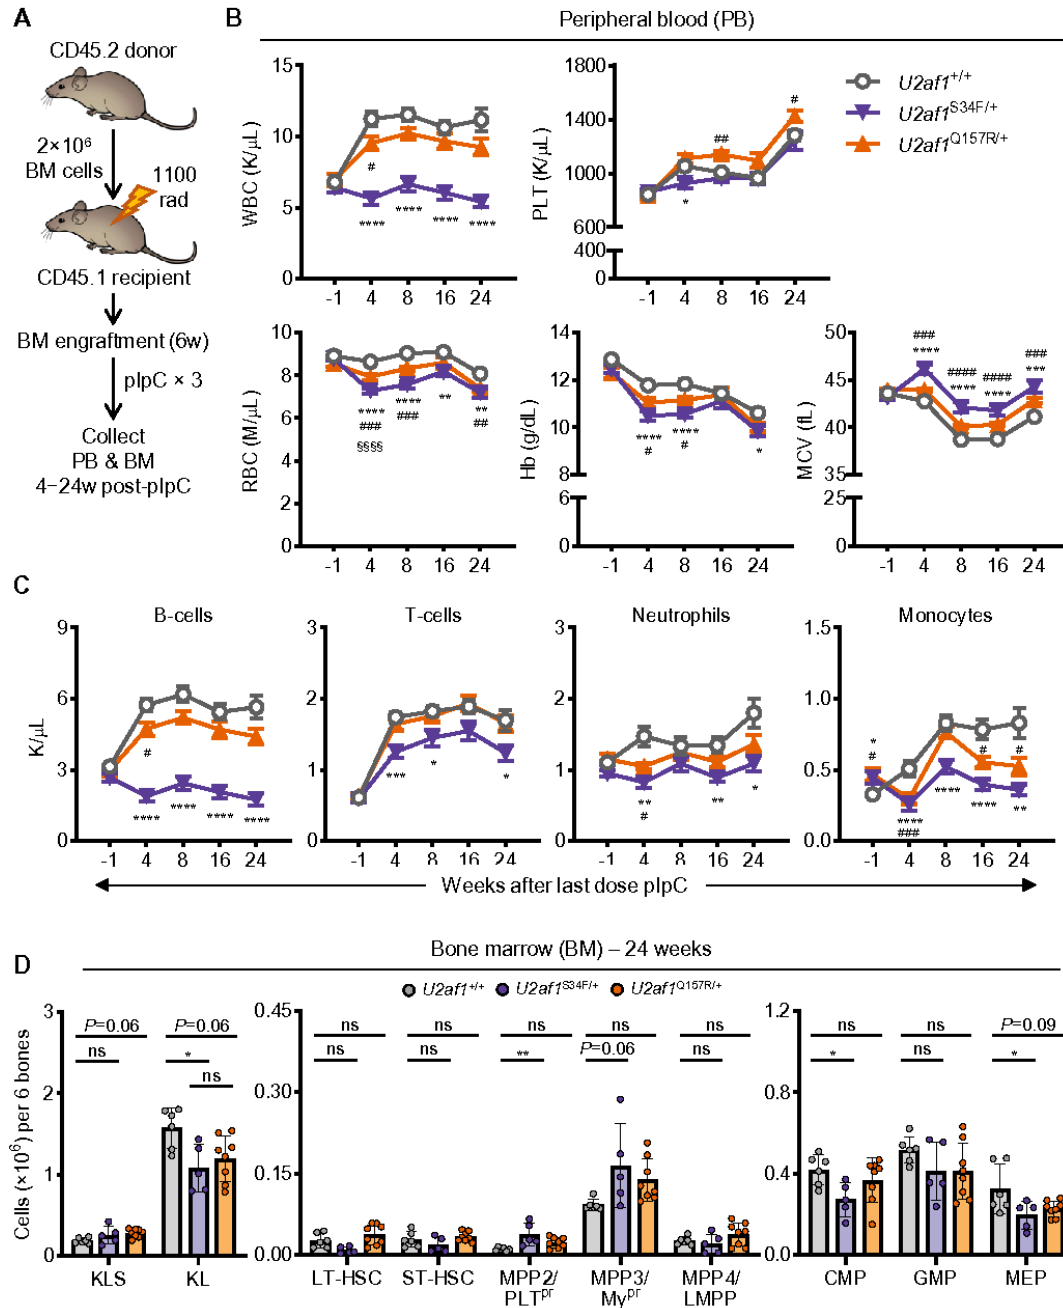 A
CD45.2 donor
2×10⁶
BM cells
1100
rad
CD45.1 recipient
BM engraftment (6w)
pIpC × 3
Collect
PB & BM
4–24w post-pIpC
B
Peripheral blood (PB)
WBC (K/µL)
15
10
5
0
#
****
****
****
****
-1 4 8 16 24
PLT (K/µL)
1800
1400
1000
600
400
0
*
##
#
-1 4 8 16 24
U2af1+/+
U2af1S34F/+
U2af1Q157R/+
RBC (M/µL)
10
8
6
4
2
0
**** **** ** **
### ### ##
§§§§
-1 4 8 16 24
Hb (g/dL)
14
12
10
8
6
0
**** **** *
# #
-1 4 8 16 24
MCV (fL)
50
45
40
35
25
0
### #### #### ###
**** **** **** ***
-1 4 8 16 24
C
B-cells
K/µL
9
6
3
0
#
**** **** **** ****
-1 4 8 16 24
T-cells
3
2
1
0
*** * *
-1 4 8 16 24
Neutrophils
3
2
1
0
** ** *
#
-1 4 8 16 24
Monocytes
1.5
1.0
0.5
0.0
*
# # #
**** **** **** **
###
-1 4 8 16 24
Weeks after last dose pIpC
D
Bone marrow (BM) – 24 weeks
U2af1+/+ U2af1S34F/+ U2af1Q157R/+
Cells (×10⁶) per 6 bones
3
2
1
0
P=0.06 P=0.06
ns *
ns
KLS KL
0.45
0.30
0.15
0.00
ns ns ns ns ns
ns ns ** P=0.06 ns
LT-HSC ST-HSC MPP2/ MPP3/ MPP4/
PLTpr Mypr LMPP
1.2
0.8
0.4
0.0
ns ns P=0.09
* ns *
CMP GMP MEP